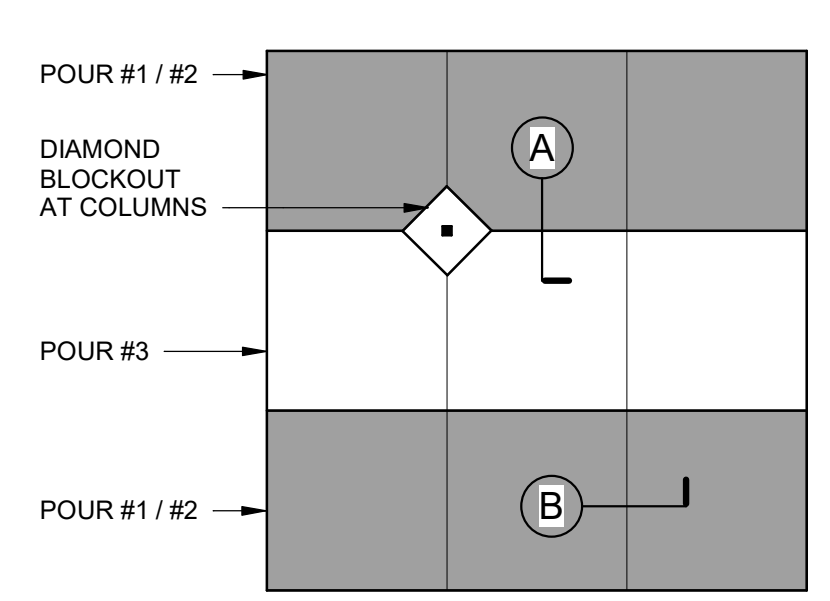 POUR #1 / #2
A
DIAMOND
BLOCKOUT
AT COLUMNS
POUR #3
B
POUR #1 / #2